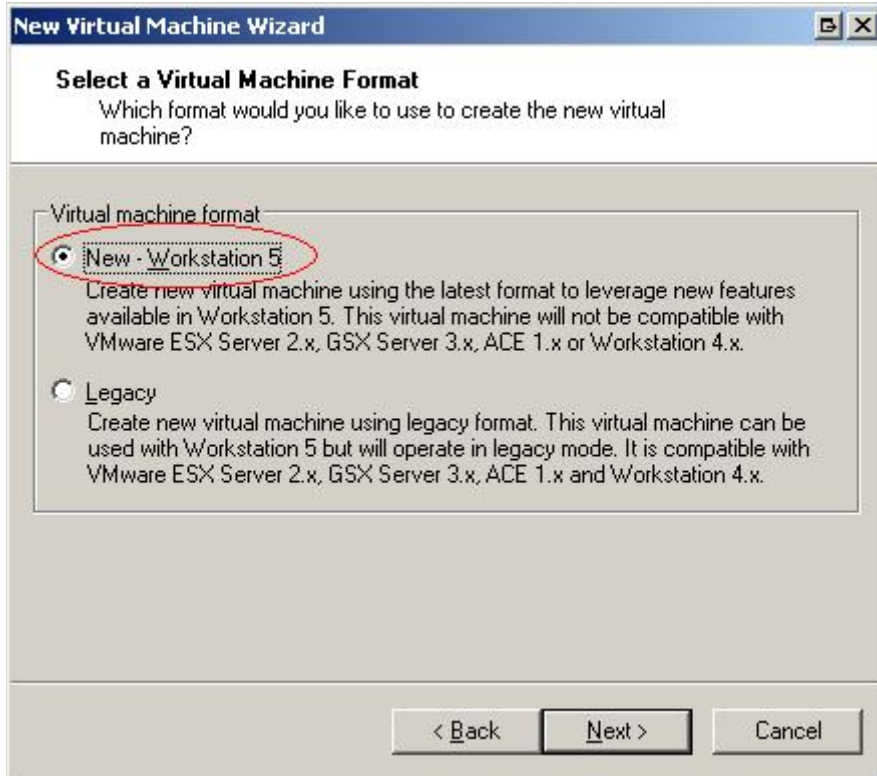 New Virtual Machine Wizard
Select a Virtual Machine Format
Which format would you like to use to create the new virtual
machine?
Virtual machine format
New - Workstation 5
Create new virtual machine using the latest format to leverage new features
available in Workstation 5. This virtual machine will not be compatible with
VMware ESX Server 2.x, GSX Server 3.x, ACE 1.x or Workstation 4.x.
Legacy
Create new virtual machine using legacy format. This virtual machine can be
used with Workstation 5 but will operate in legacy mode. It is compatible with
VMware ESX Server 2.x, GSX Server 3.x, ACE 1.x and Workstation 4.x.
< Back
Next >
Cancel